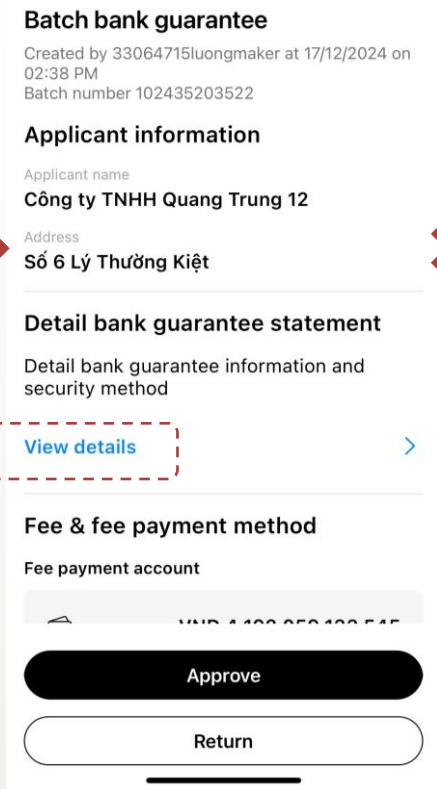 Batch bank guarantee
Created by 33064715luongmaker at 17/12/2024 on
02:38 PM
Batch number 102435203522
Applicant information
Applicant name
Công ty TNHH Quang Trung 12
Address
Số 6 Lý Thường Kiệt
Detail bank guarantee statement
Detail bank guarantee information and
security method
View details
Fee & fee payment method
Fee payment account
VND
Approve
Return